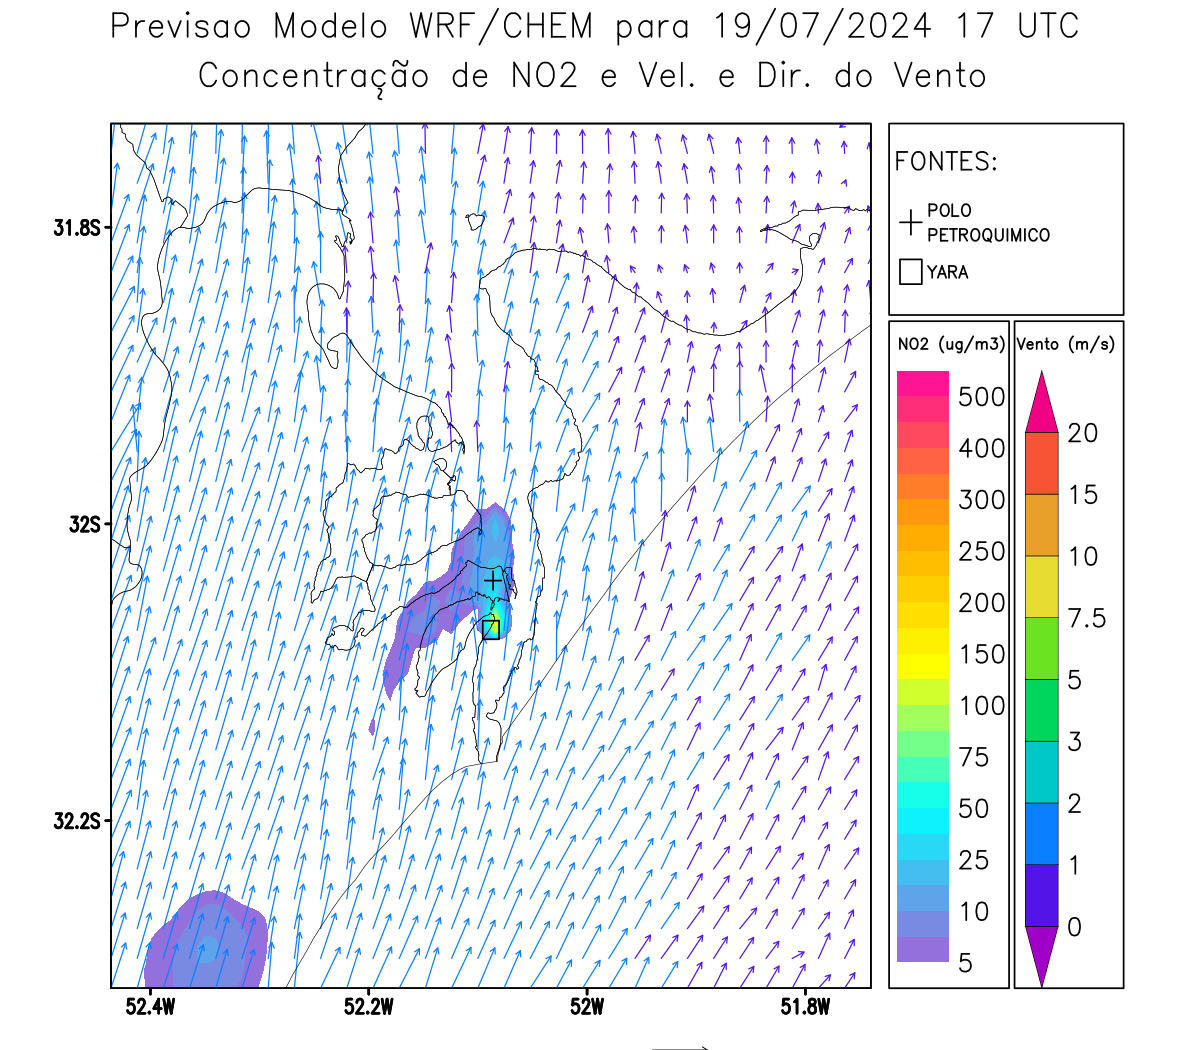 Previsao Modelo WRF/CHEM para 19/07/2024 17 UTC
Concentração de NO2 e Vel. e Dir. do Vento
FONTES:
POLO
PETROQUIMICO
YARA
NO2 (ug/m3)
500
400
300
250
200
150
100
75
50
25
10
5
Vento (m/s)
20
15
10
7.5
5
3
2
1
0
31.8S
32S
32.2S
52.4W
52.2W
52W
51.8W